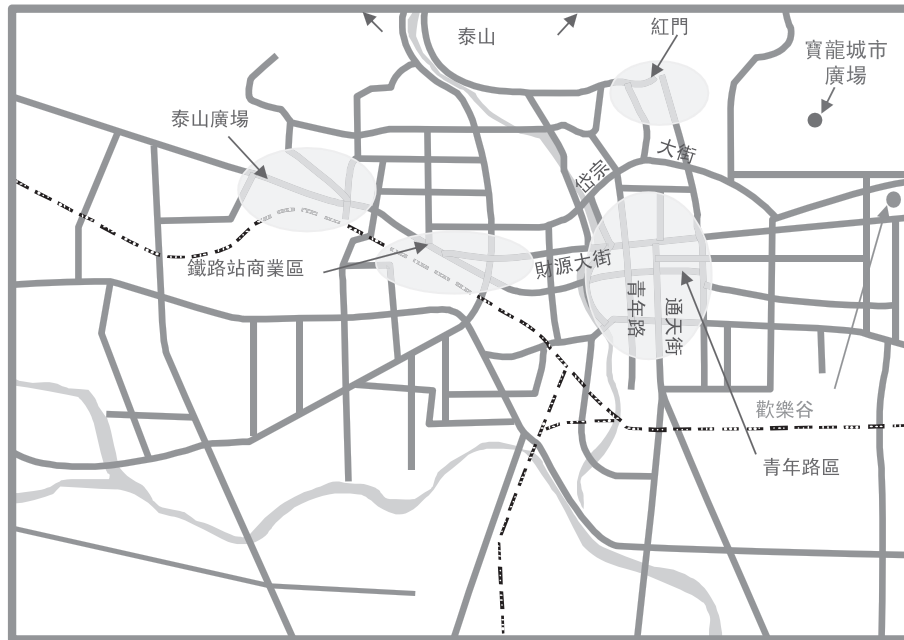 泰山
紅門
寶龍城市
廣場
泰山廣場
大街
岱宗
鐵路站商業區
財源大街
青年路
通天街
歡樂谷
青年路區